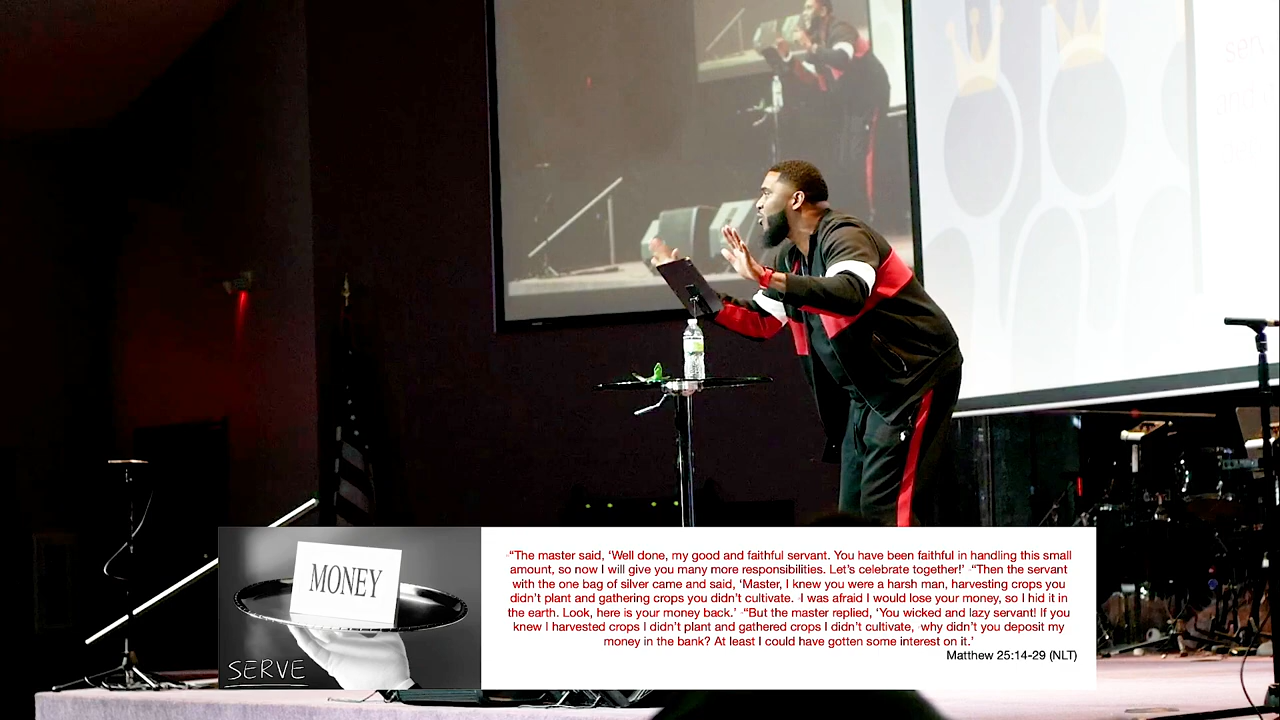 sen
MONEY
SERVE
“The master said, ‘Well done, my good and faithful servant. You have been faithful in handling this small
amount, so now I will give you many more responsibilities. Let’s celebrate together!’ “Then the servant
with the one bag of silver came and said, ‘Master, I knew you were a harsh man, harvesting crops you
didn’t plant and gathering crops you didn’t cultivate. I was afraid I would lose your money, so I hid it in
the earth. Look, here is your money back.’ “But the master replied, ‘You wicked and lazy servant! If you
knew I harvested crops I didn’t plant and gathered crops I didn’t cultivate, why didn’t you deposit my
money in the bank? At least I could have gotten some interest on it.’
Matthew 25:14-29 (NLT)